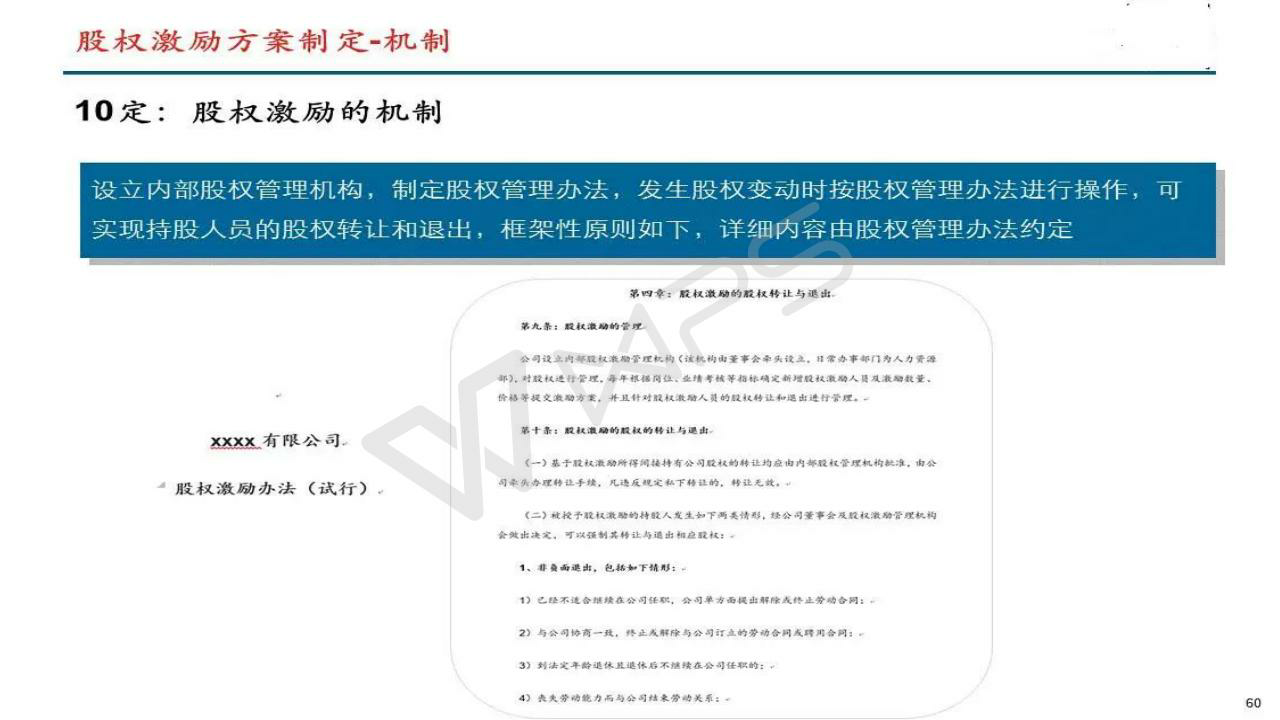 股权激励方案制定-机制
10定： 股权激励的机制
设立内部股权管理机构，制定股权管理办法，发生股权变动时按股权管理办法进行操作，可
实现持股人员的股权转让和退出，框架性原则如下，详细内容由股权管理办法约定
xxxx 有限公司
股权激励办法（试行）
第四章：股权激励的股权转让与退出
第九条：股权激励的管理
公司设立内部股权激励管理机构（该机构由董事会牵头设立，日常办事部门为人力资源
部），对股权进行管理，每年根据岗位、业绩考核等指标确定新增股权激励人员及激励数量、
价格等提交激励方案，并且针对股权激励人员的股权转让和退出进行管理。
第十条：股权激励的股权的转让与退出
（一）基于股权激励所得间接持有公司股权的转让均应由内部股权管理机构批准，由公
司牵头办理转让手续，凡违反规定私下转让的，转让无效。
（二）被授予股权激励的持股人发生如下两类情形，经公司董事会及股权激励管理机构
会做出决定，可以强制其转让与退出相应股权：
1、非负面退出，包括如下情形：
1）已经不适合继续在公司任职，公司单方面提出解除或终止劳动合同；
2）与公司协商一致，终止或解除与公司订立的劳动合同或聘用合同；
3）到法定年龄退休且退休后不继续在公司任职的；
4）丧失劳动能力而与公司结束劳动关系；
WPS
60